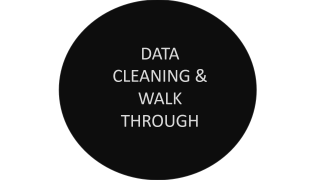 DATA
CLEANING &
WALK
THROUGH